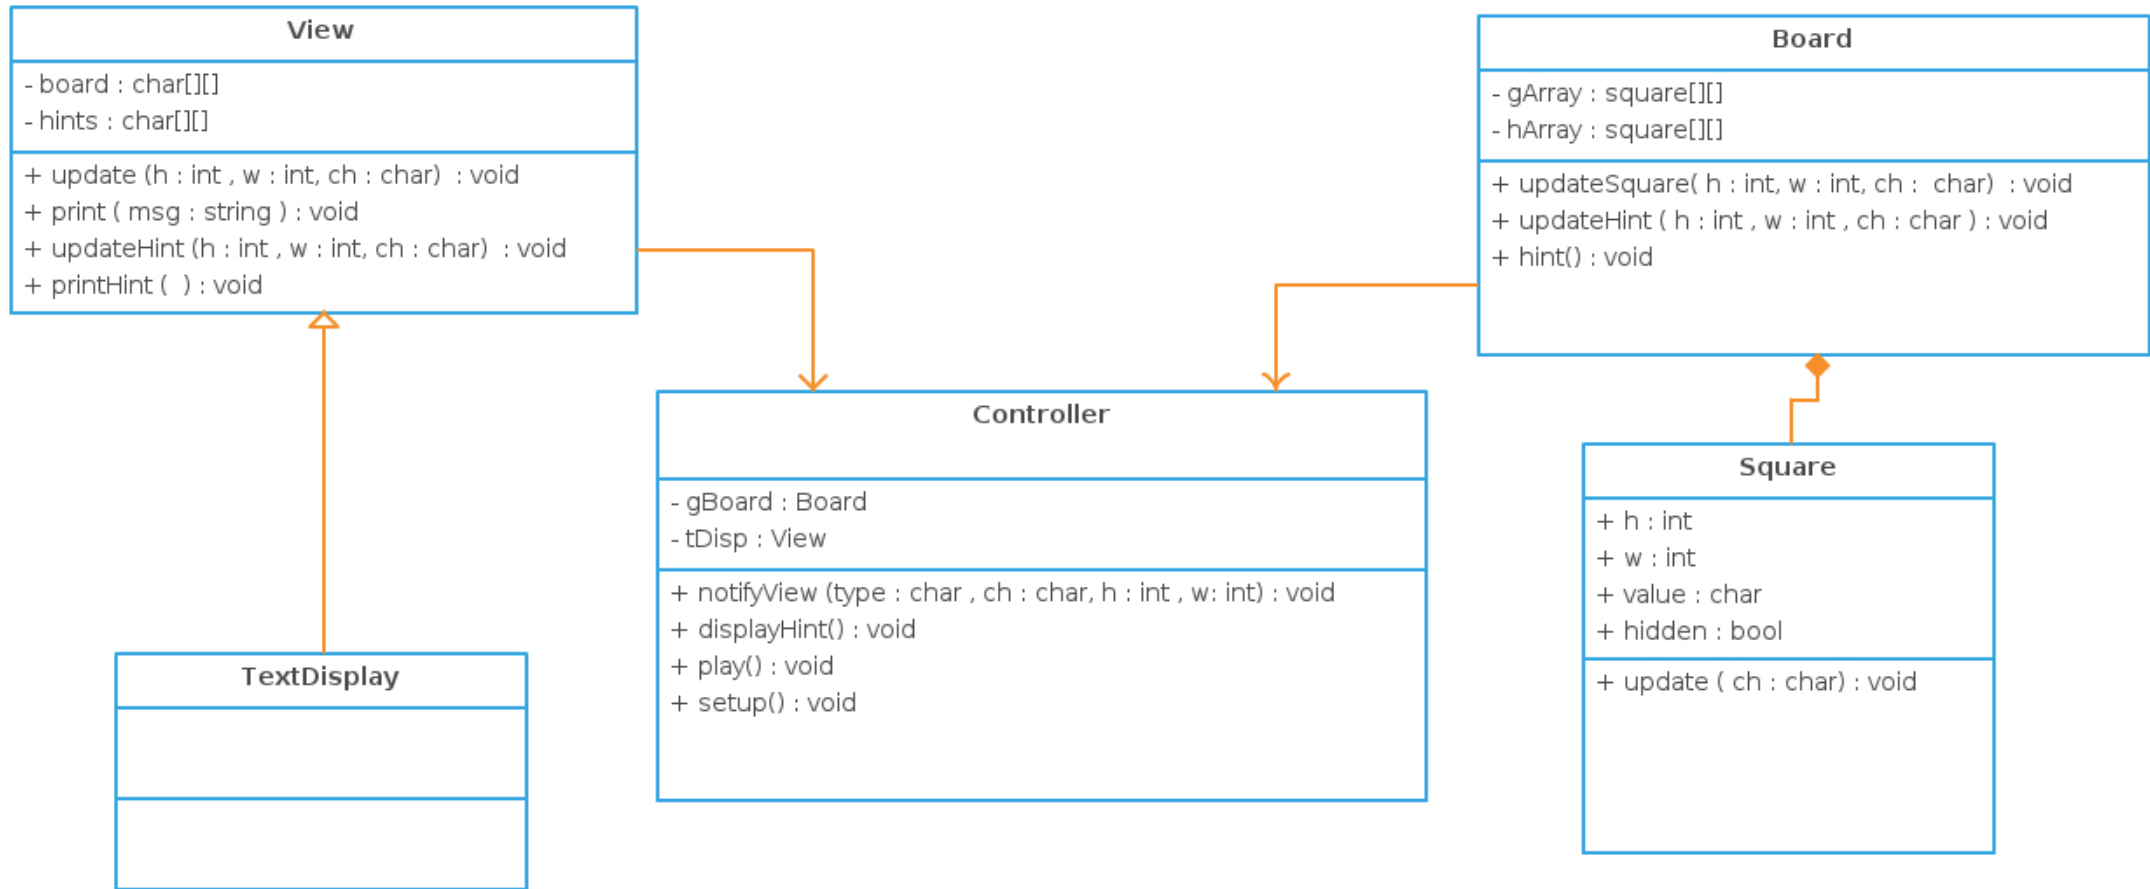 View
- board : char[][]
- hints : char[][]
+ update (h : int , w : int, ch : char)  : void
+ print ( msg : string ) : void
+ updateHint (h : int , w : int, ch : char)  : void
+ printHint (  ) : void
Board
- gArray : square[][]
- hArray : square[][]
+ updateSquare( h : int, w : int, ch :  char)  : void
+ updateHint ( h : int , w : int , ch : char ) : void
+ hint() : void
Controller
- gBoard : Board
- tDisp : View
+ notifyView (type : char , ch : char, h : int , w: int) : void
+ displayHint() : void
+ play() : void
+ setup() : void
Square
+ h : int
+ w : int
+ value : char
+ hidden : bool
+ update ( ch : char) : void
TextDisplay